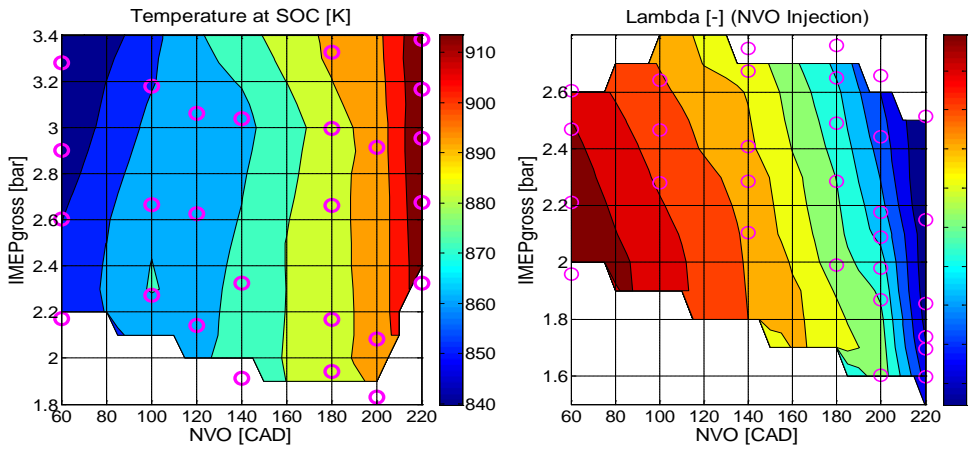 Temperature at SOC [K]
3.4
3.2
3
2.8
2.6
2.4
2.2
2
1.8
IMEPgross [bar]
60 80 100 120 140 160 180 200 220
NVO [CAD]
910
900
890
880
870
860
850
840
Lambda [-] (NVO Injection)
2.6
2.4
2.2
2
1.8
1.6
IMEPgross [bar]
60 80 100 120 140 160 180 200 220
NVO [CAD]